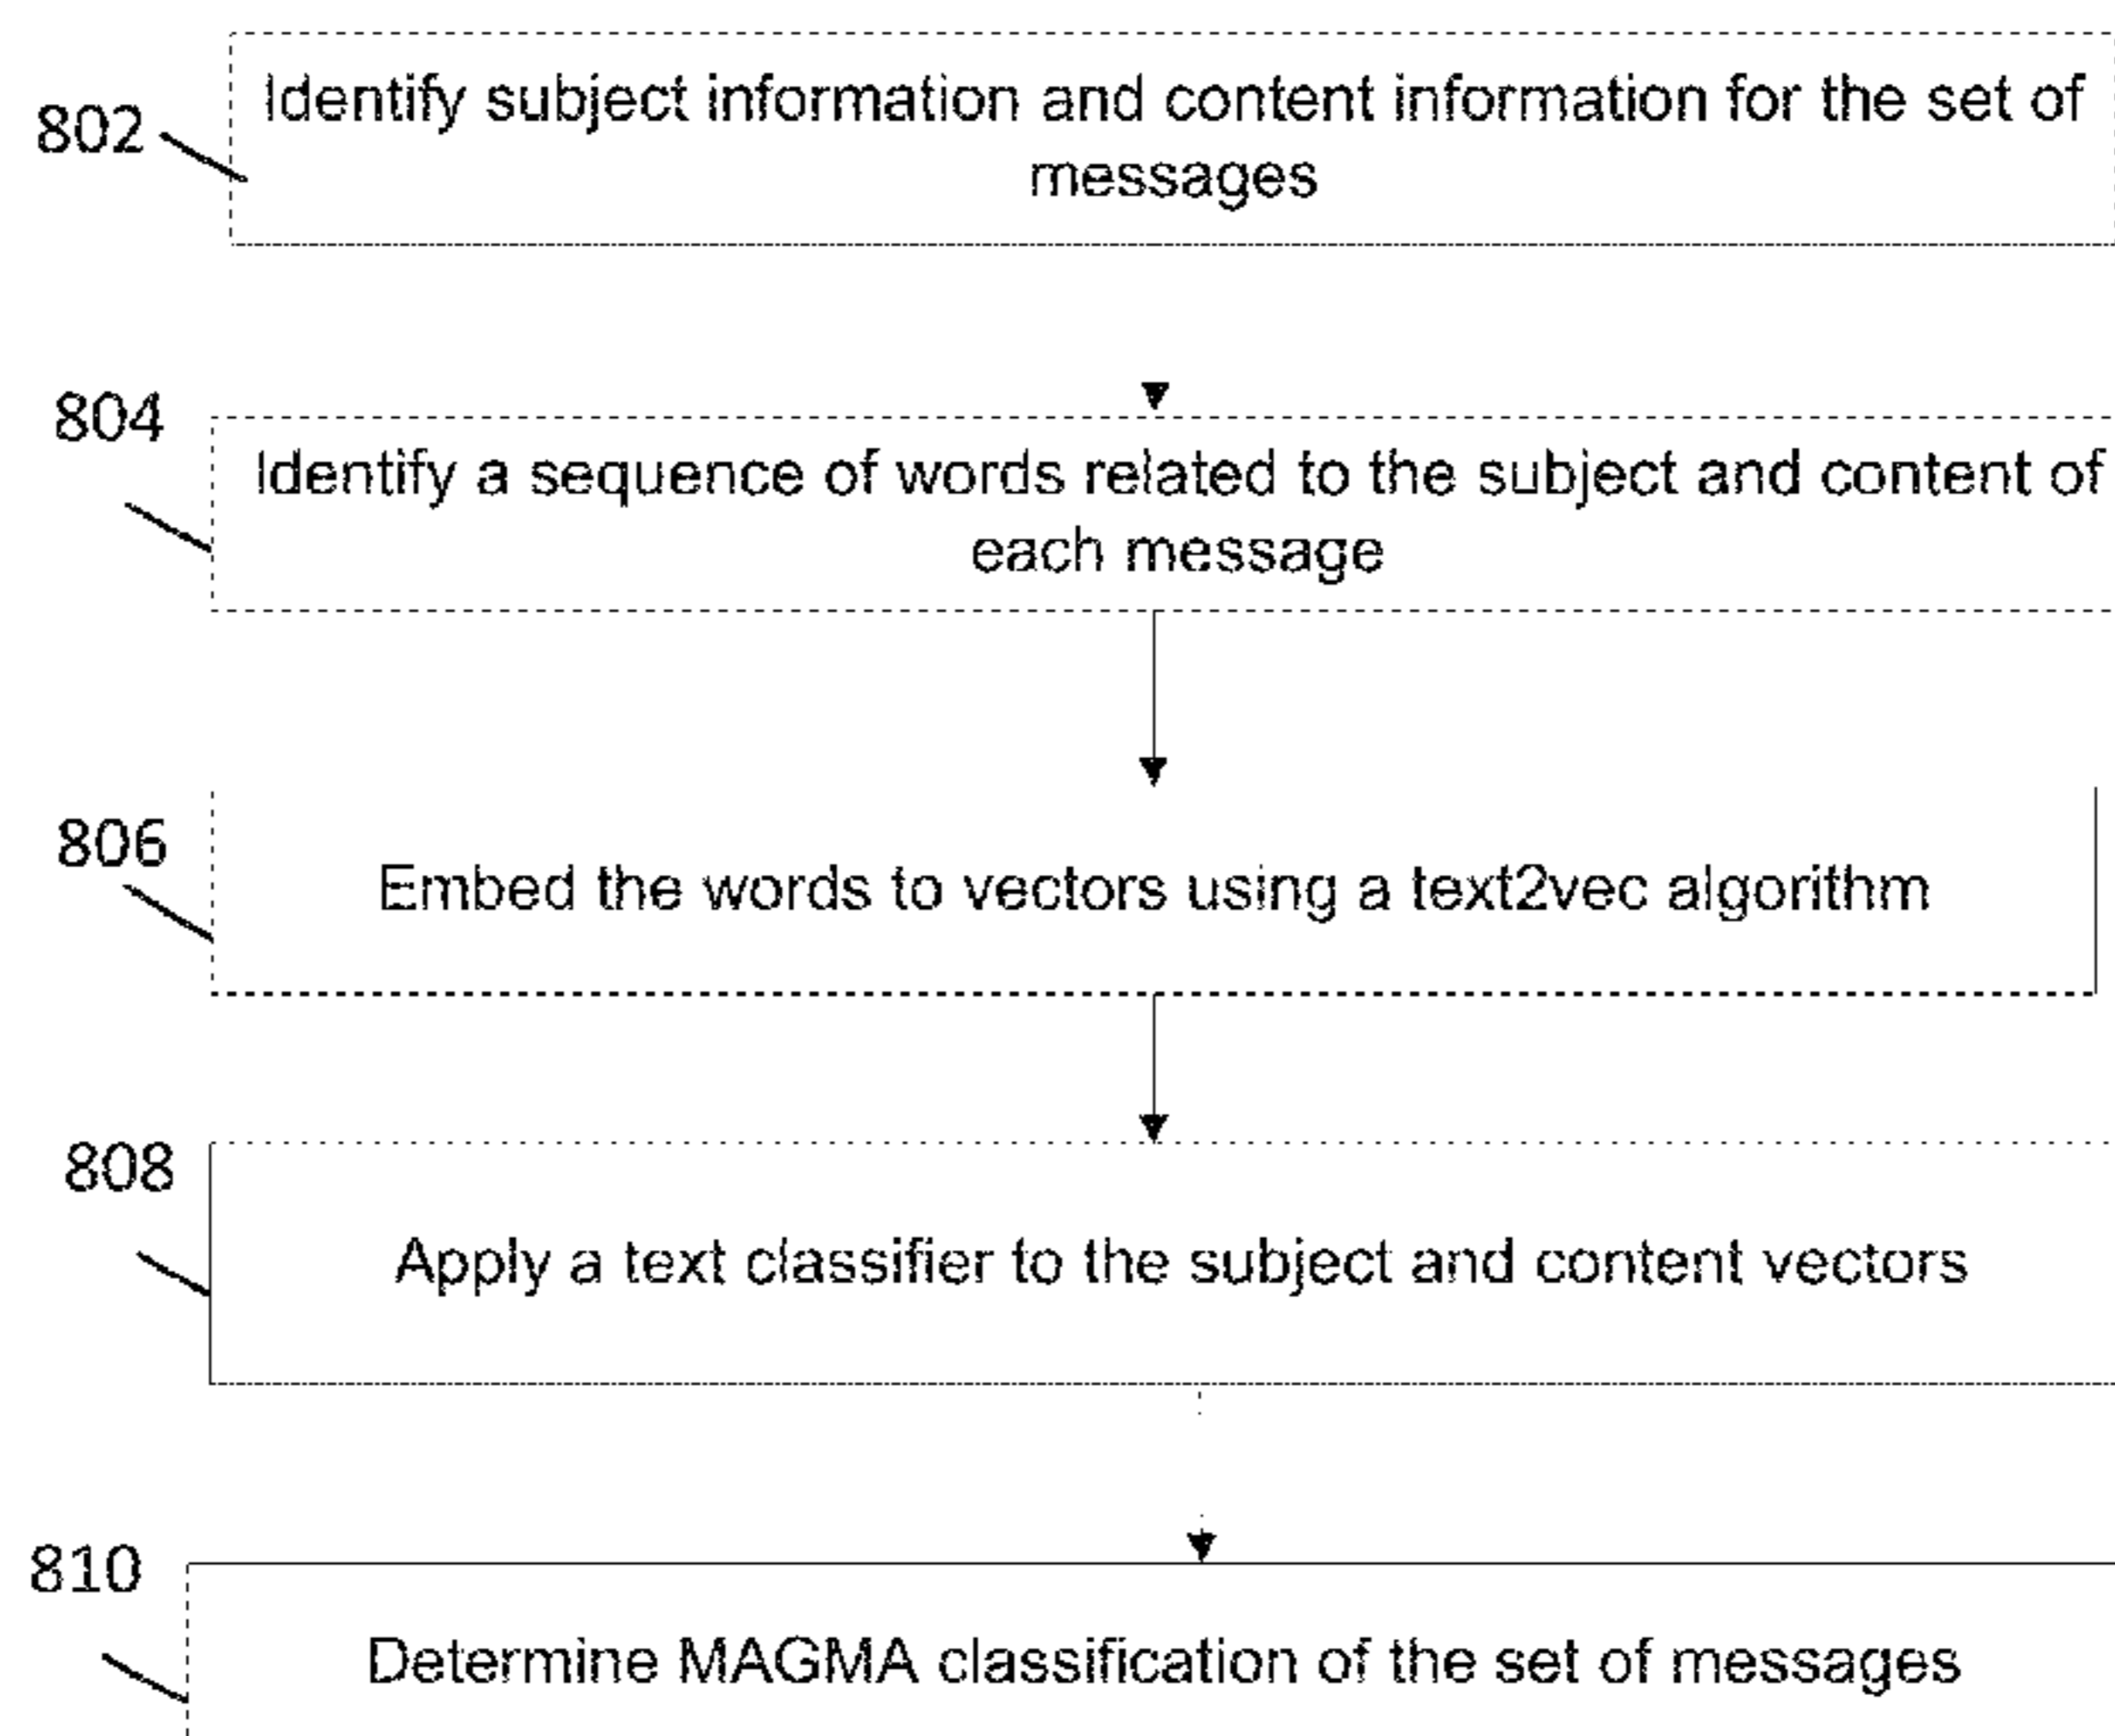 802
Identify subject information and content information for the set of
messages
804
Identify a sequence of words related to the subject and content of
each message
806
Embed the words to vectors using a text2vec algorithm
808
Apply a text classifier to the subject and content vectors
810
Determine MAGMA classification of the set of messages